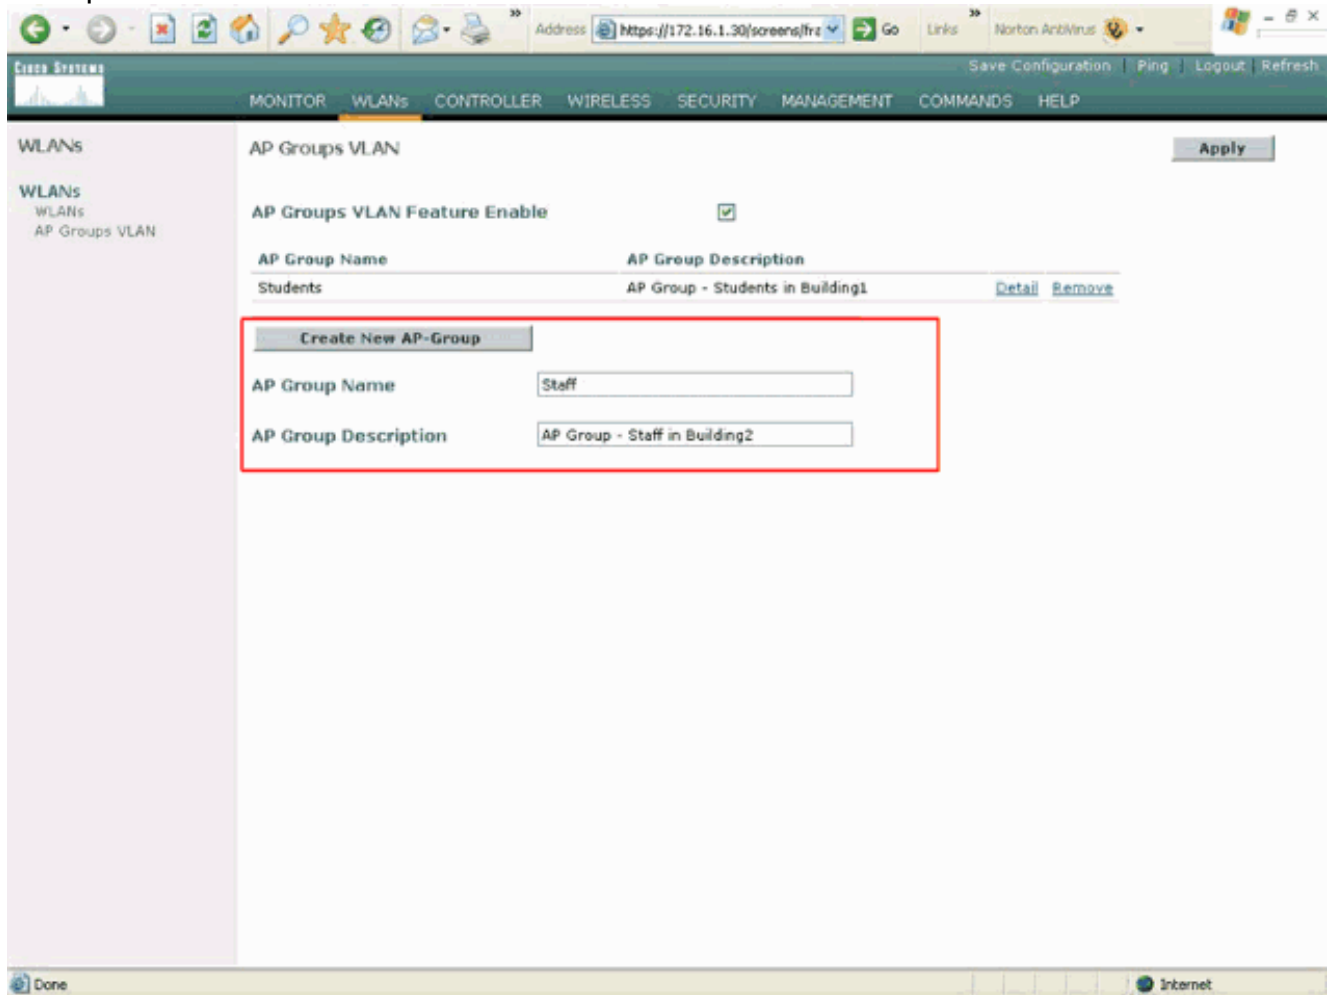 Address https://172.16.1.30/screens/fra Go Links » Norton AntiVirus
Cisco Systems
Save Configuration | Ping | Logout | Refresh
MONITOR WLANs CONTROLLER WIRELESS SECURITY MANAGEMENT COMMANDS HELP
WLANs
AP Groups VLAN
Apply
WLANs
WLANs
AP Groups VLAN
AP Groups VLAN Feature Enable
AP Group Name AP Group Description
Students AP Group - Students in Building1 Detail Remove
Create New AP-Group
AP Group Name Staff
AP Group Description AP Group - Staff in Building2
Done Internet